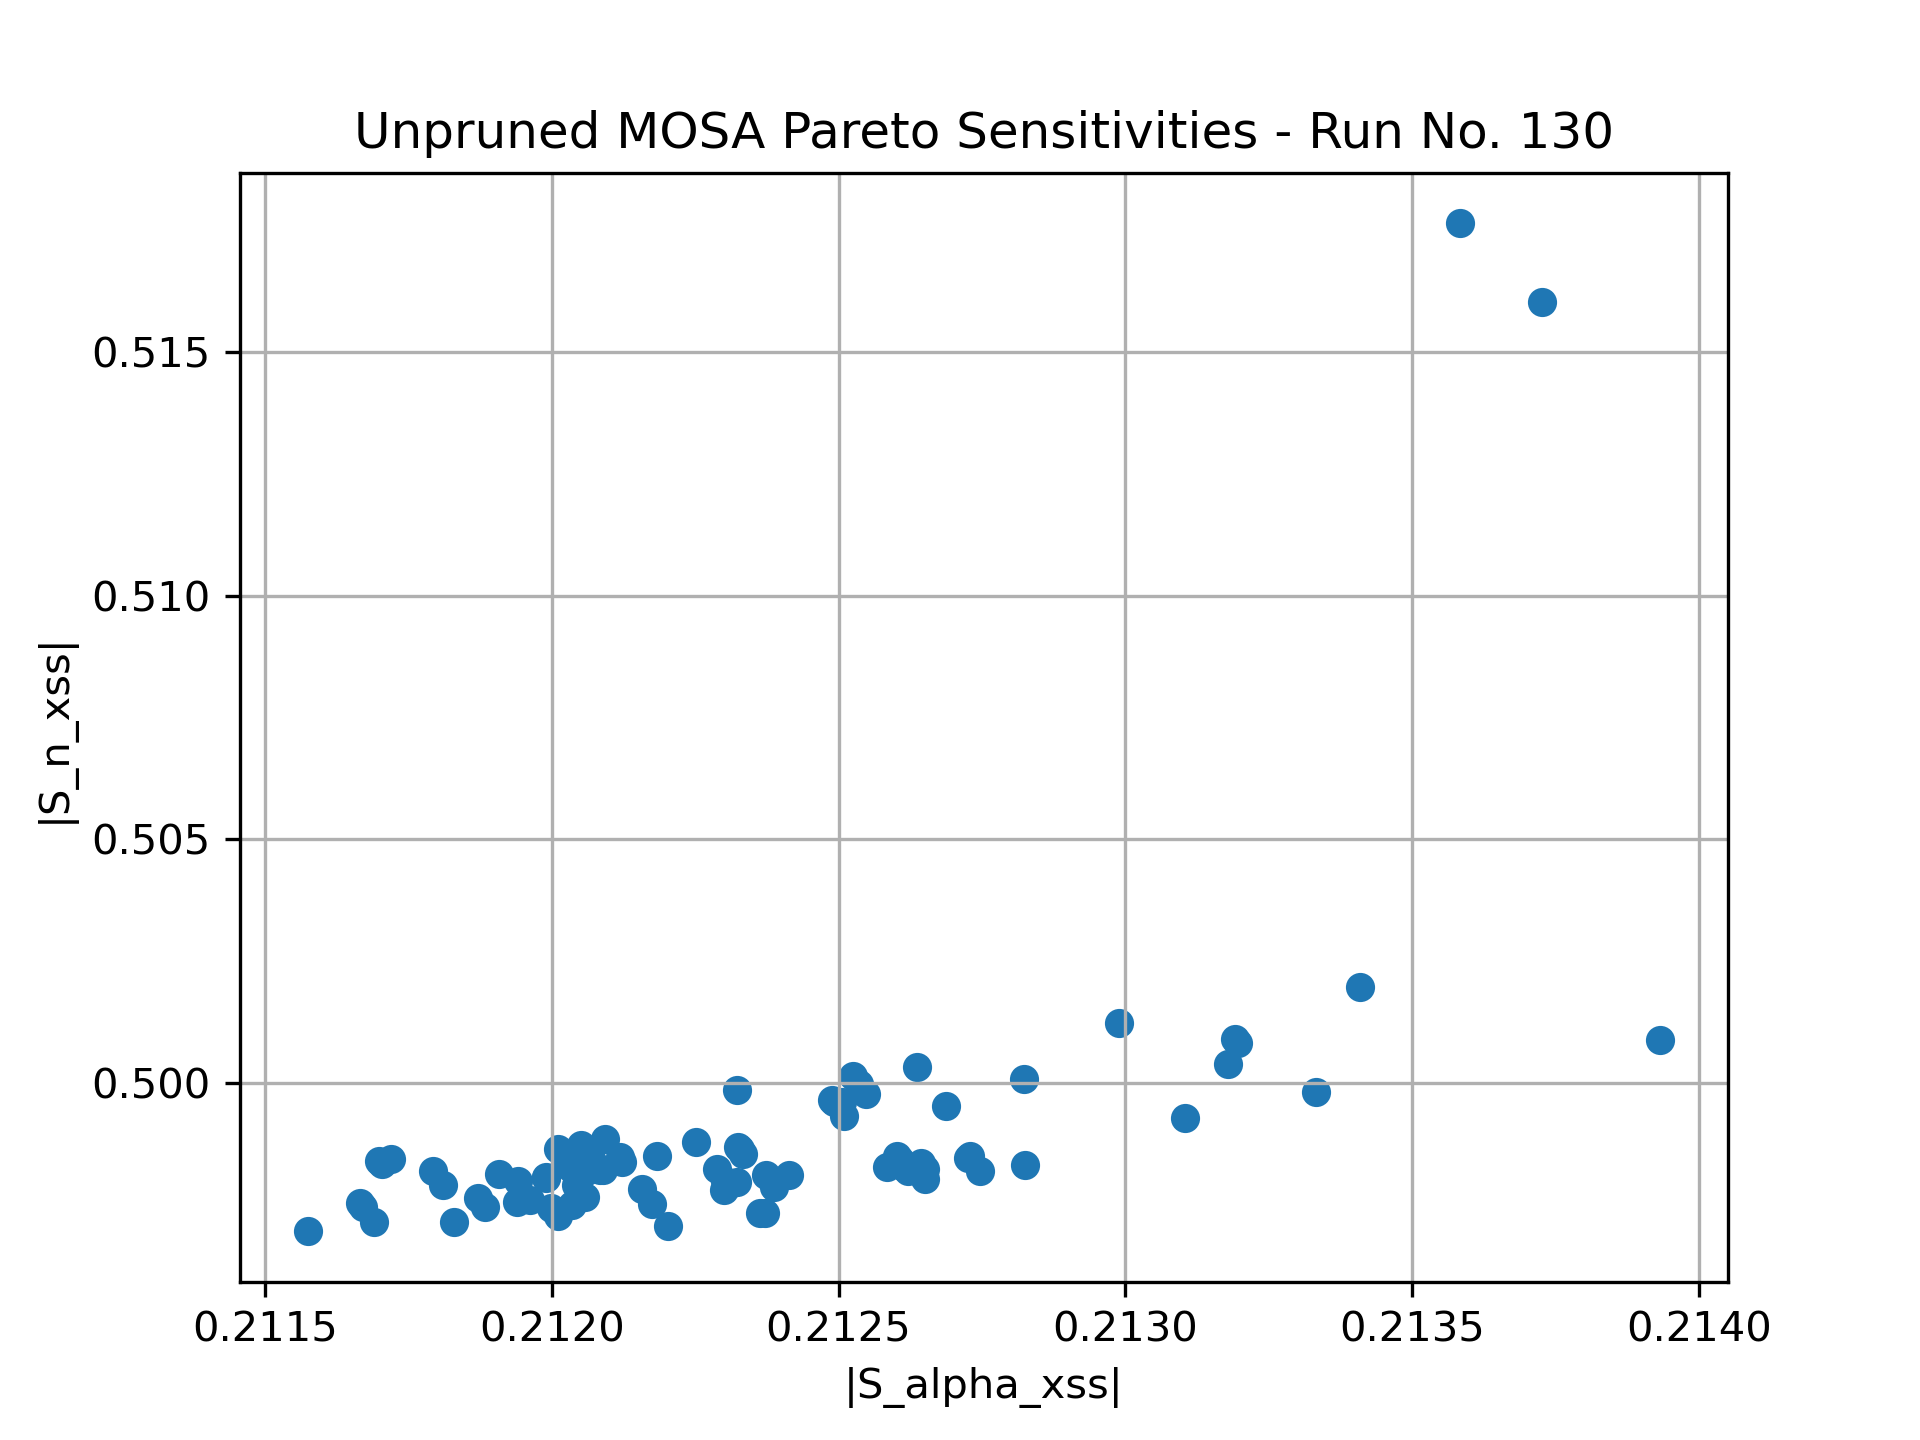 Unpruned MOSA Pareto Sensitivities - Run No. 130
|S_n_xss|
0.515
0.510
0.505
0.500
0.2115 0.2120 0.2125 0.2130 0.2135 0.2140
|S_alpha_xss|